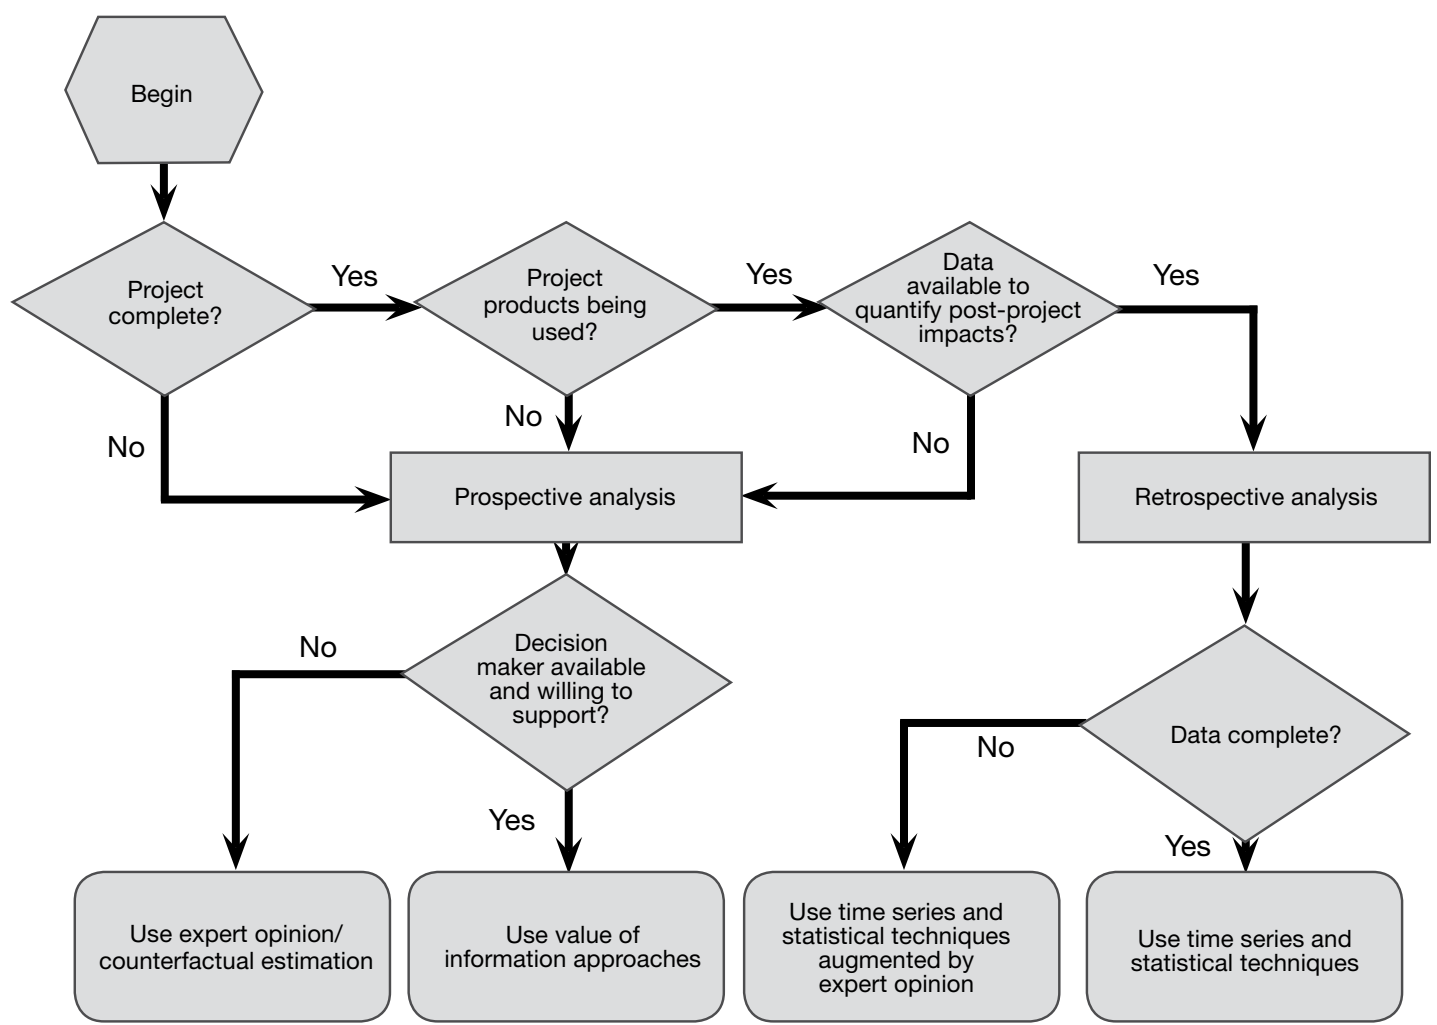 Begin
Project
complete?
Yes
Project
products being
used?
Yes
Data
available to
quantify post-project
impacts?
Yes
No
No
No
Prospective analysis
Retrospective analysis
Decision
maker available
and willing to
support?
No
Yes
Data complete?
No
Yes
Use expert opinion/
counterfactual estimation
Use value of
information approaches
Use time series and
statistical techniques
augmented by
expert opinion
Use time series and
statistical techniques